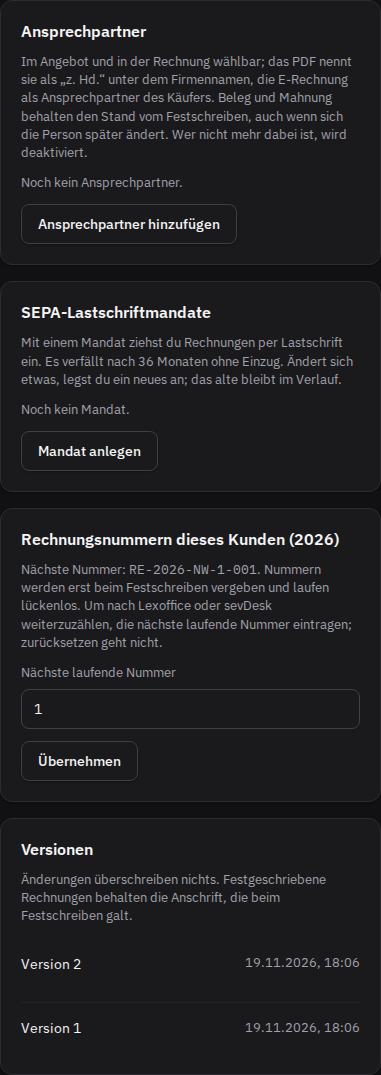 Ansprechpartner
Im Angebot und in der Rechnung wählbar; das PDF nennt
sie als „z. Hd.“ unter dem Firmennamen, die E-Rechnung
als Ansprechpartner des Käufers. Beleg und Mahnung
behalten den Stand vom Festschreiben, auch wenn sich
die Person später ändert. Wer nicht mehr dabei ist, wird
deaktiviert.
Noch kein Ansprechpartner.
Ansprechpartner hinzufügen
SEPA-Lastschriftmandate
Mit einem Mandat ziehst du Rechnungen per Lastschrift
ein. Es verfällt nach 36 Monaten ohne Einzug. Ändert sich
etwas, legst du ein neues an; das alte bleibt im Verlauf.
Noch kein Mandat.
Mandat anlegen
Rechnungsnummern dieses Kunden (2026)
Nächste Nummer: RE-2026-NW-1-001. Nummern
werden erst beim Festschreiben vergeben und laufen
lückenlos. Um nach Lexoffice oder sevDesk
weiterzuzählen, die nächste laufende Nummer eintragen;
zurücksetzen geht nicht.
Nächste laufende Nummer
1
Übernehmen
Versionen
Änderungen überschreiben nichts. Festgeschriebene
Rechnungen behalten die Anschrift, die beim
Festschreiben galt.
Version 2 19.11.2026, 18:06
Version 1 19.11.2026, 18:06